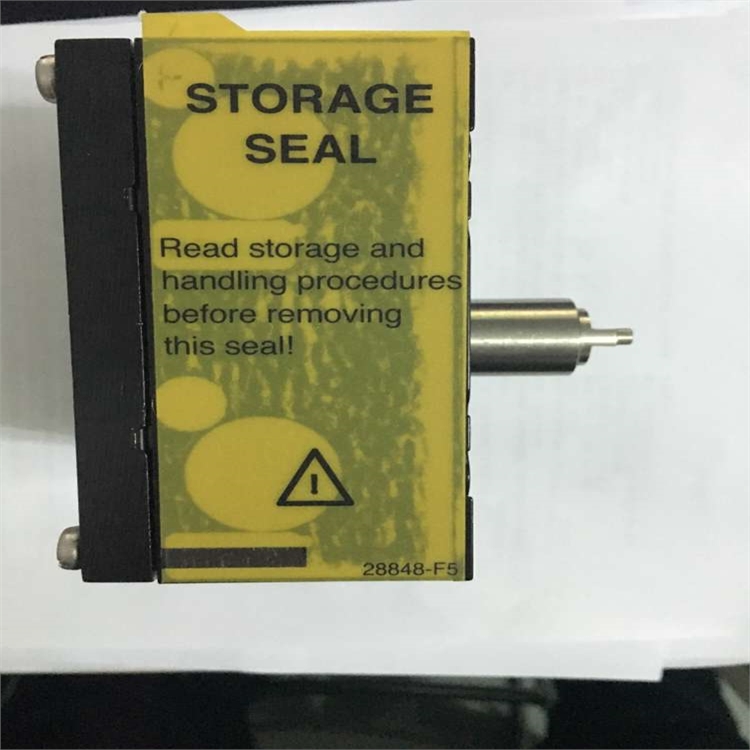 STORAGE
SEAL
Read storage and
handling procedures
before removing
this seal!
!
28848-F5